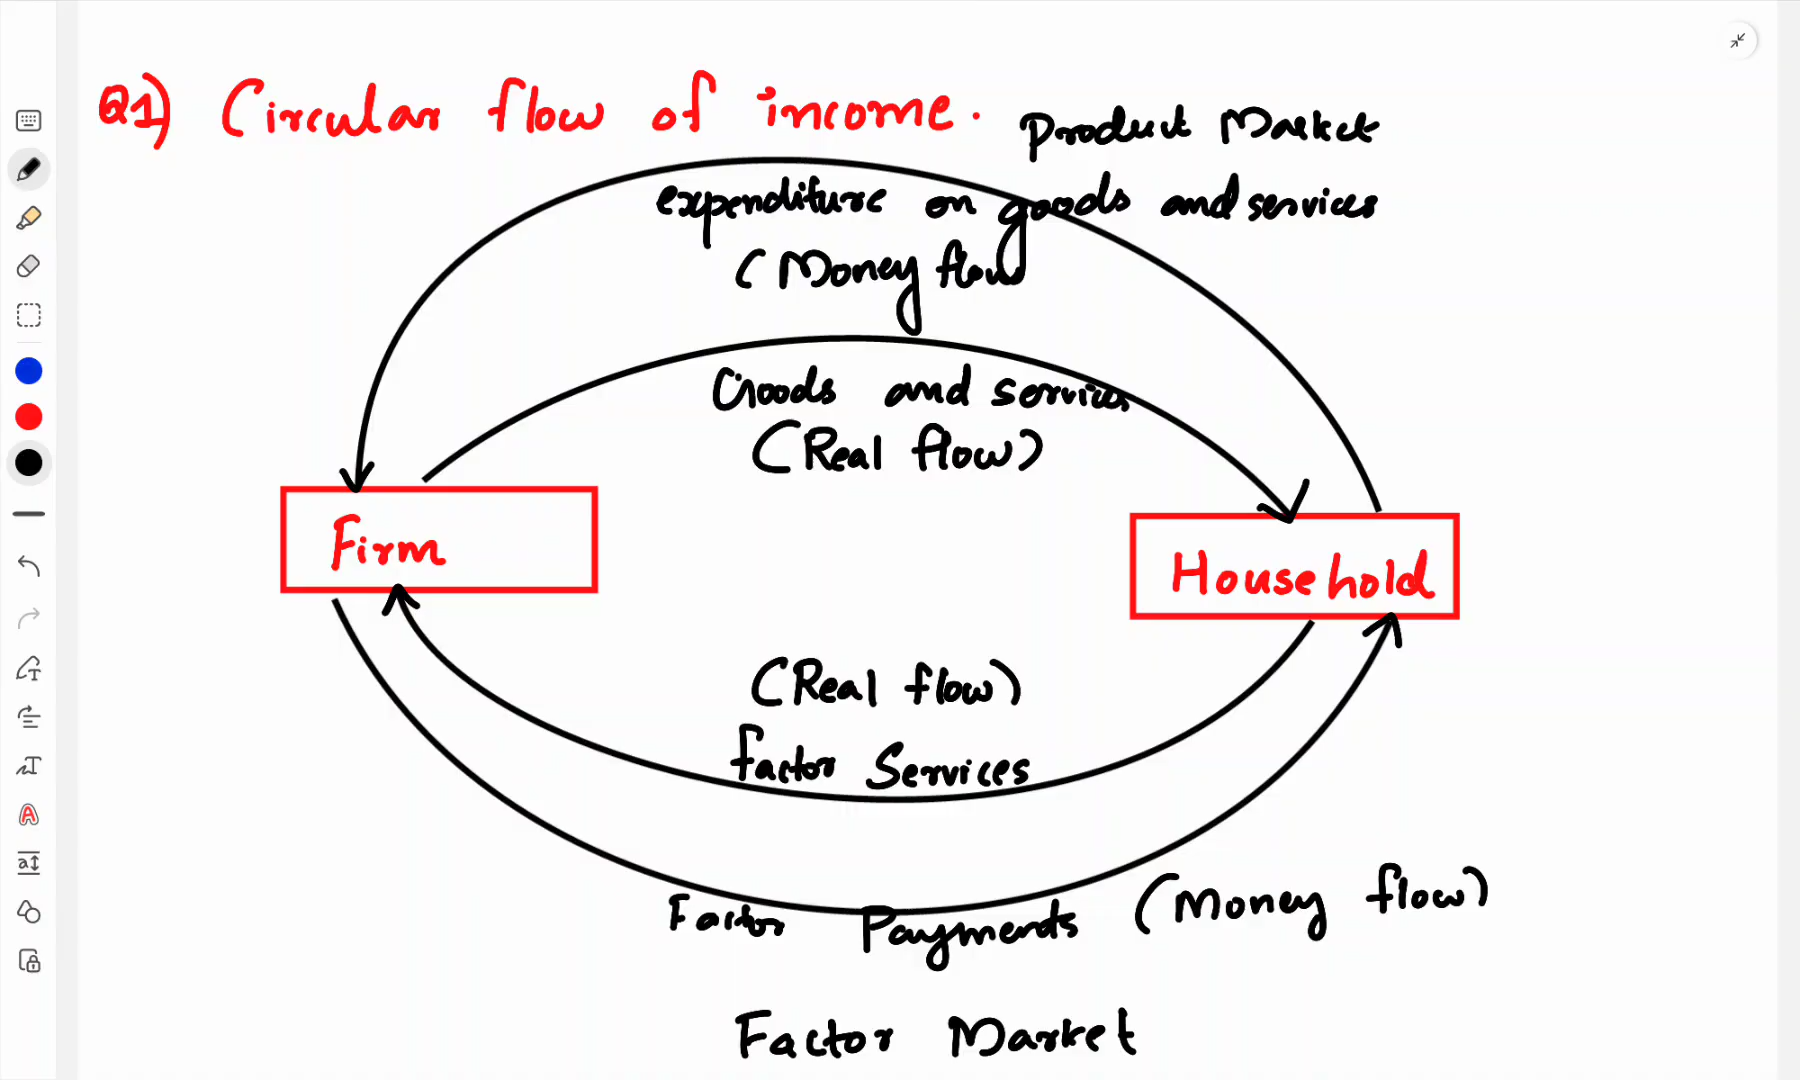 Q1) Circular flow of income.
Product Market
expenditure on goods and services
(Money flow
Goods and services
(Real flow)
Firm
Household
(Real flow)
factor Services
Factor Payments (Money flow)
Factor Market